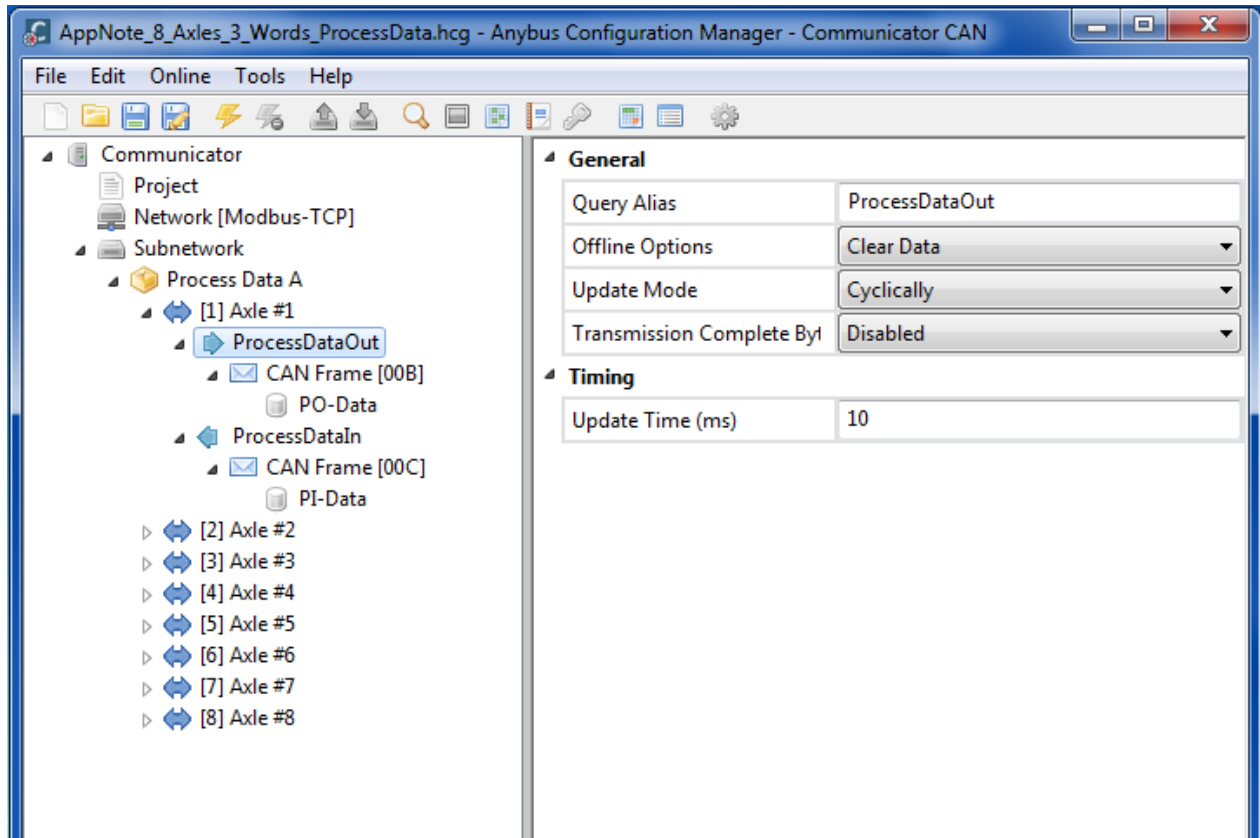 AppNote_8_Axles_3_Words_ProcessData.hcg - Anybus Configuration Manager - Communicator CAN
File Edit Online Tools Help
Communicator
Project
Network [Modbus-TCP]
Subnetwork
Process Data A
[1] Axle #1
ProcessDataOut
CAN Frame [00B]
PO-Data
ProcessDataIn
CAN Frame [00C]
PI-Data
[2] Axle #2
[3] Axle #3
[4] Axle #4
[5] Axle #5
[6] Axle #6
[7] Axle #7
[8] Axle #8
General
Query Alias ProcessDataOut
Offline Options Clear Data
Update Mode Cyclically
Transmission Complete Byt Disabled
Timing
Update Time (ms) 10